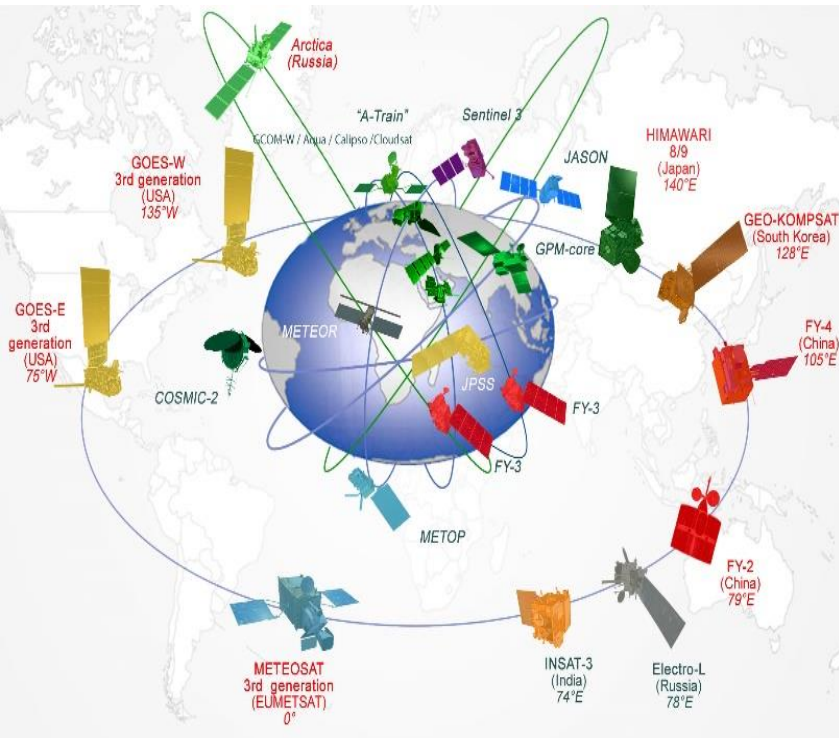 Arctica
(Russia)
"A-Train"
GCOM-W / Aqua / Calipso /Cloudsat
Sentinel 3
JASON
HIMAWARI
8/9
(Japan)
140°E
GOES-W
3rd generation
(USA)
135°W
GEO-KOMPSAT
(South Korea)
128°E
GPM-core
GOES-E
3rd
generation
(USA)
75°W
METEOR
FY-4
(China)
105°E
COSMIC-2
JPSS
FY-3
FY-3
METOP
FY-2
(China)
79°E
METEOSAT
3rd generation
(EUMETSAT)
0°
INSAT-3
(India)
74°E
Electro-L
(Russia)
78°E